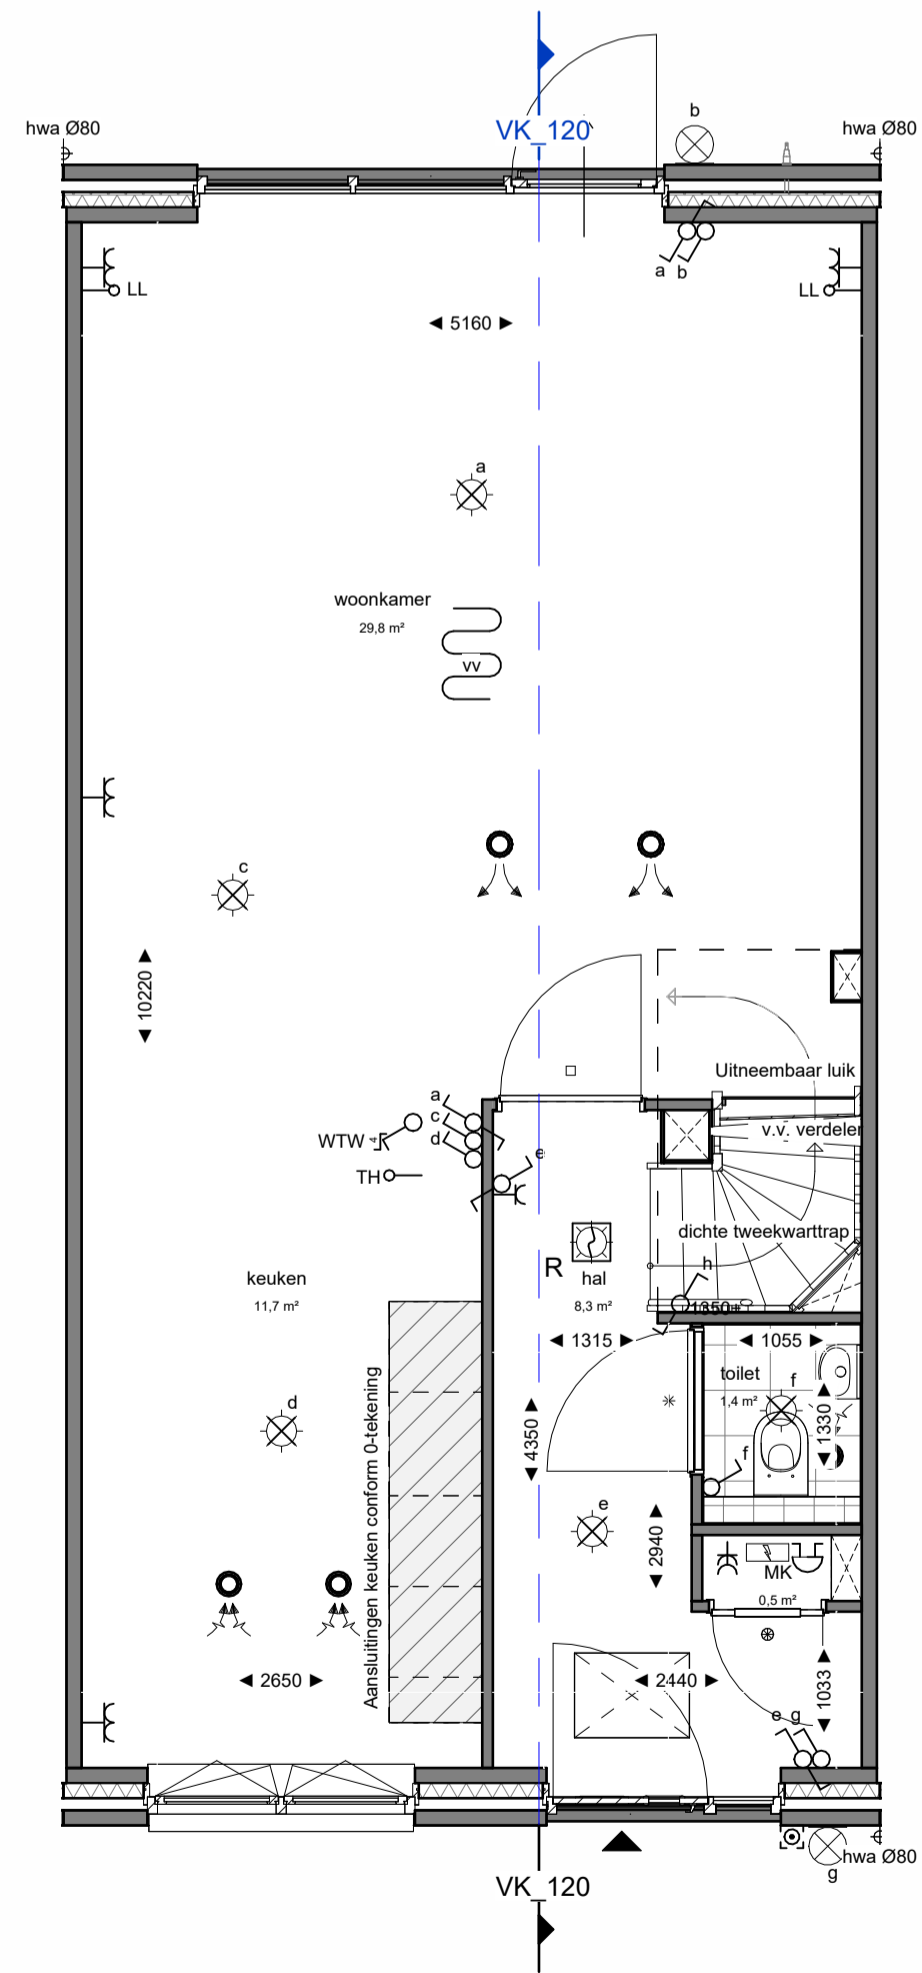 VK_120
hwa Ø80
b
hwa Ø80
a b
LL
LL
5160
a
woonkamer
29,8 m²
vv
c
10220
Uitneembaar luik
a
c
d
WTW
4
e
v.v. verdeler
TH
dichte tweekwarttrap
R
hal
8,3 m²
h
1350+
keuken
11,7 m²
1315
1055
toilet
1,4 m²
f
1330
d
Aansluitingen keuken conform 0-tekening
4350
f
e
2940
MK
0,5 m²
2650
2440
1033
e g
hwa Ø80
g
VK_120